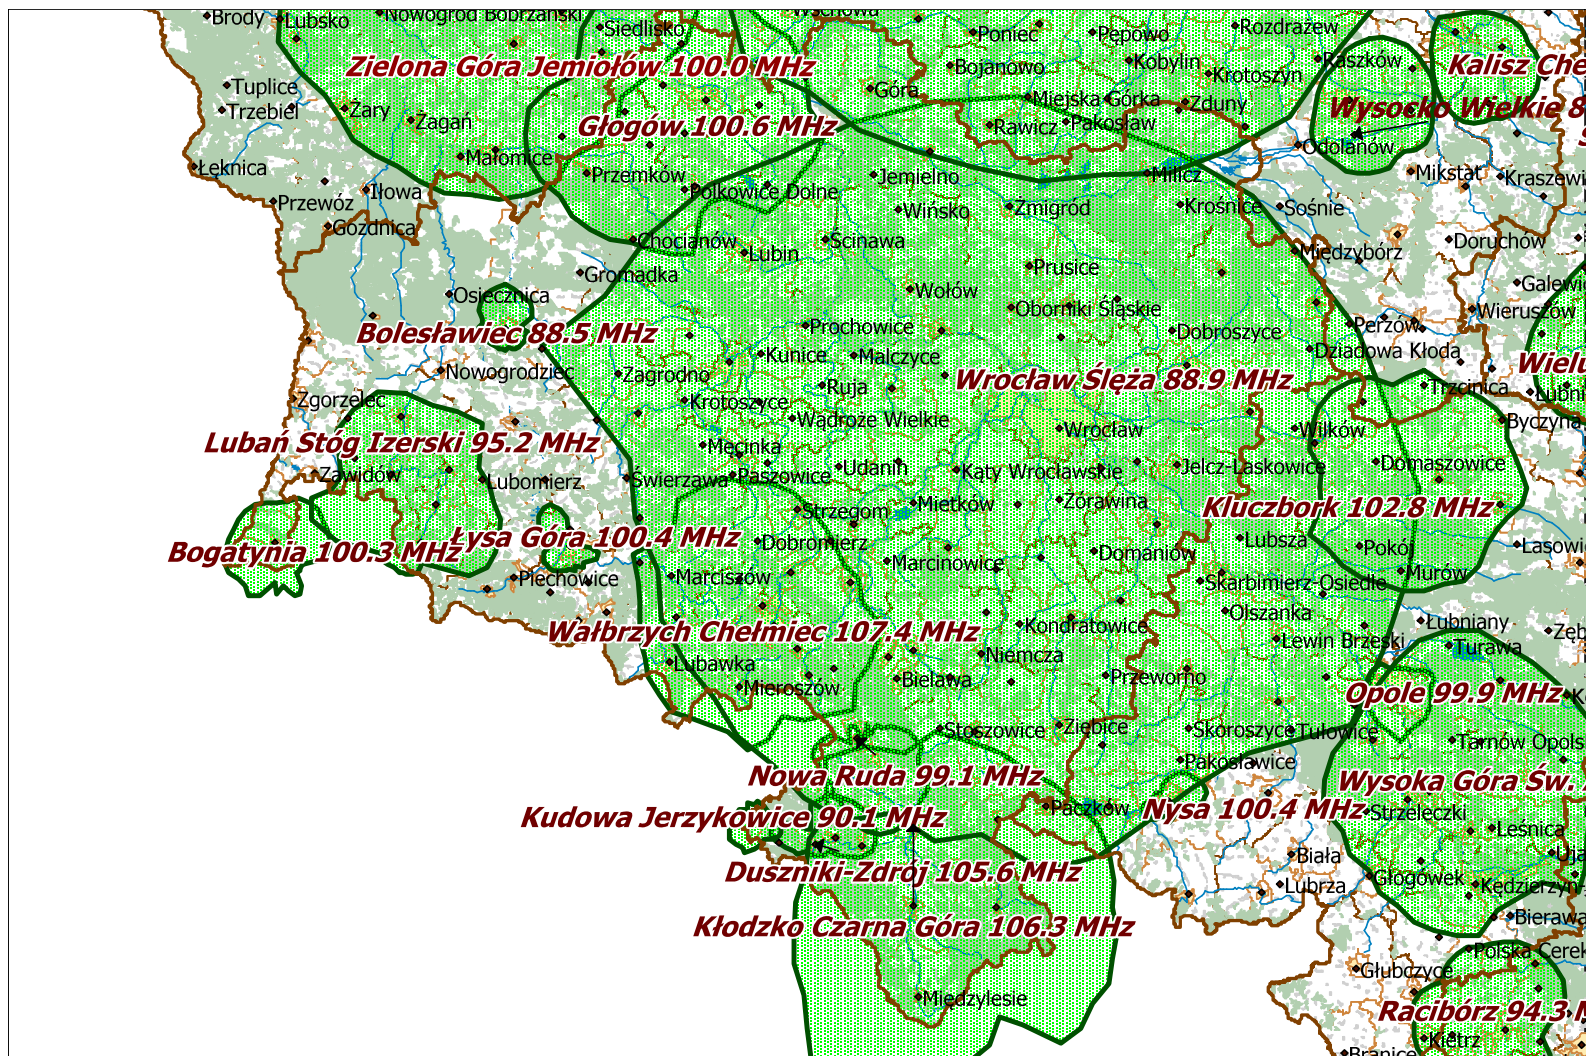 Brody
Lubsko
Nowogród Bobrzański
Siedlisko
Wschowa
Poniec
Pępowo
Rozdrażew
Zielona Góra Jemiołów 100.0 MHz
Bojanowo
Kobylin
Krotoszyn
Raszków
Kalisz Che
Tuplice
Trzebiel
Żary
Żagań
Góra
Miejska Górka
Zduny
Wysocko Wielkie 8
Głogów 100.6 MHz
Rawicz
Pakosław
Odolanów
Łęknica
Małomice
Przemków
Jemielno
Milicz
Mikstat
Kraszewi
Przewóz
Iłowa
Polkowice Dolne
Wińsko
Żmigród
Krośnice
Sośnie
Gozdnica
Chocianów
Lubin
Ścinawa
Międzybórz
Doruchów
Gromadka
Prusice
Osiecznica
Wołów
Oborniki Śląskie
Galewi
Wieruszów
Bolesławiec 88.5 MHz
Prochowice
Dobroszyce
Perzów
Kunice
Malczyce
Dziadowa Kłoda
Nowogrodziec
Zagrodno
Ruja
Wrocław Ślęża 88.9 MHz
Wielu
Trzcinica
Łubni
Zgorzelec
Krotoszyce
Wądroże Wielkie
Wrocław
Wilków
Byczyna
Lubań Stóg Izerski 95.2 MHz
Męcinka
Zawidów
Lubomierz
Świerzawa
Paszowice
Udanin
Kąty Wrocławskie
Jelcz-Laskowice
Domaszowice
Strzegom
Mietków
Żórawina
Kluczbork 102.8 MHz
Bogatynia 100.3 MHz
Łysa Góra 100.4 MHz
Dobromierz
Marcinowice
Domaniów
Lubsza
Pokój
Lasowic
Piechowice
Marciszów
Skarbimierz-Osiedle
Murów
Olszanka
Wałbrzych Chełmiec 107.4 MHz
Kondratowice
Lewin Brzeski
Łubniany
Zęb
Lubawka
Niemcza
Turawa
Mieroszów
Bielawa
Przeworno
Opole 99.9 MHz
Stoszowice
Ziębice
Skoroszyce
Tułowice
Tarnów Opols
Pakosławice
Nowa Ruda 99.1 MHz
Wysoka Góra Św.
Kudowa Jerzykowice 90.1 MHz
Paczków
Nysa 100.4 MHz
Strzeleczki
Leśnica
Duszniki-Zdrój 105.6 MHz
Biała
Lubrza
Głogówek
Kędzierzyn-
Uja
Kłodzko Czarna Góra 106.3 MHz
Bierawa
Polska Cerek
Głubczyce
Międzylesie
Racibórz 94.3 M
Kietrz
Branice